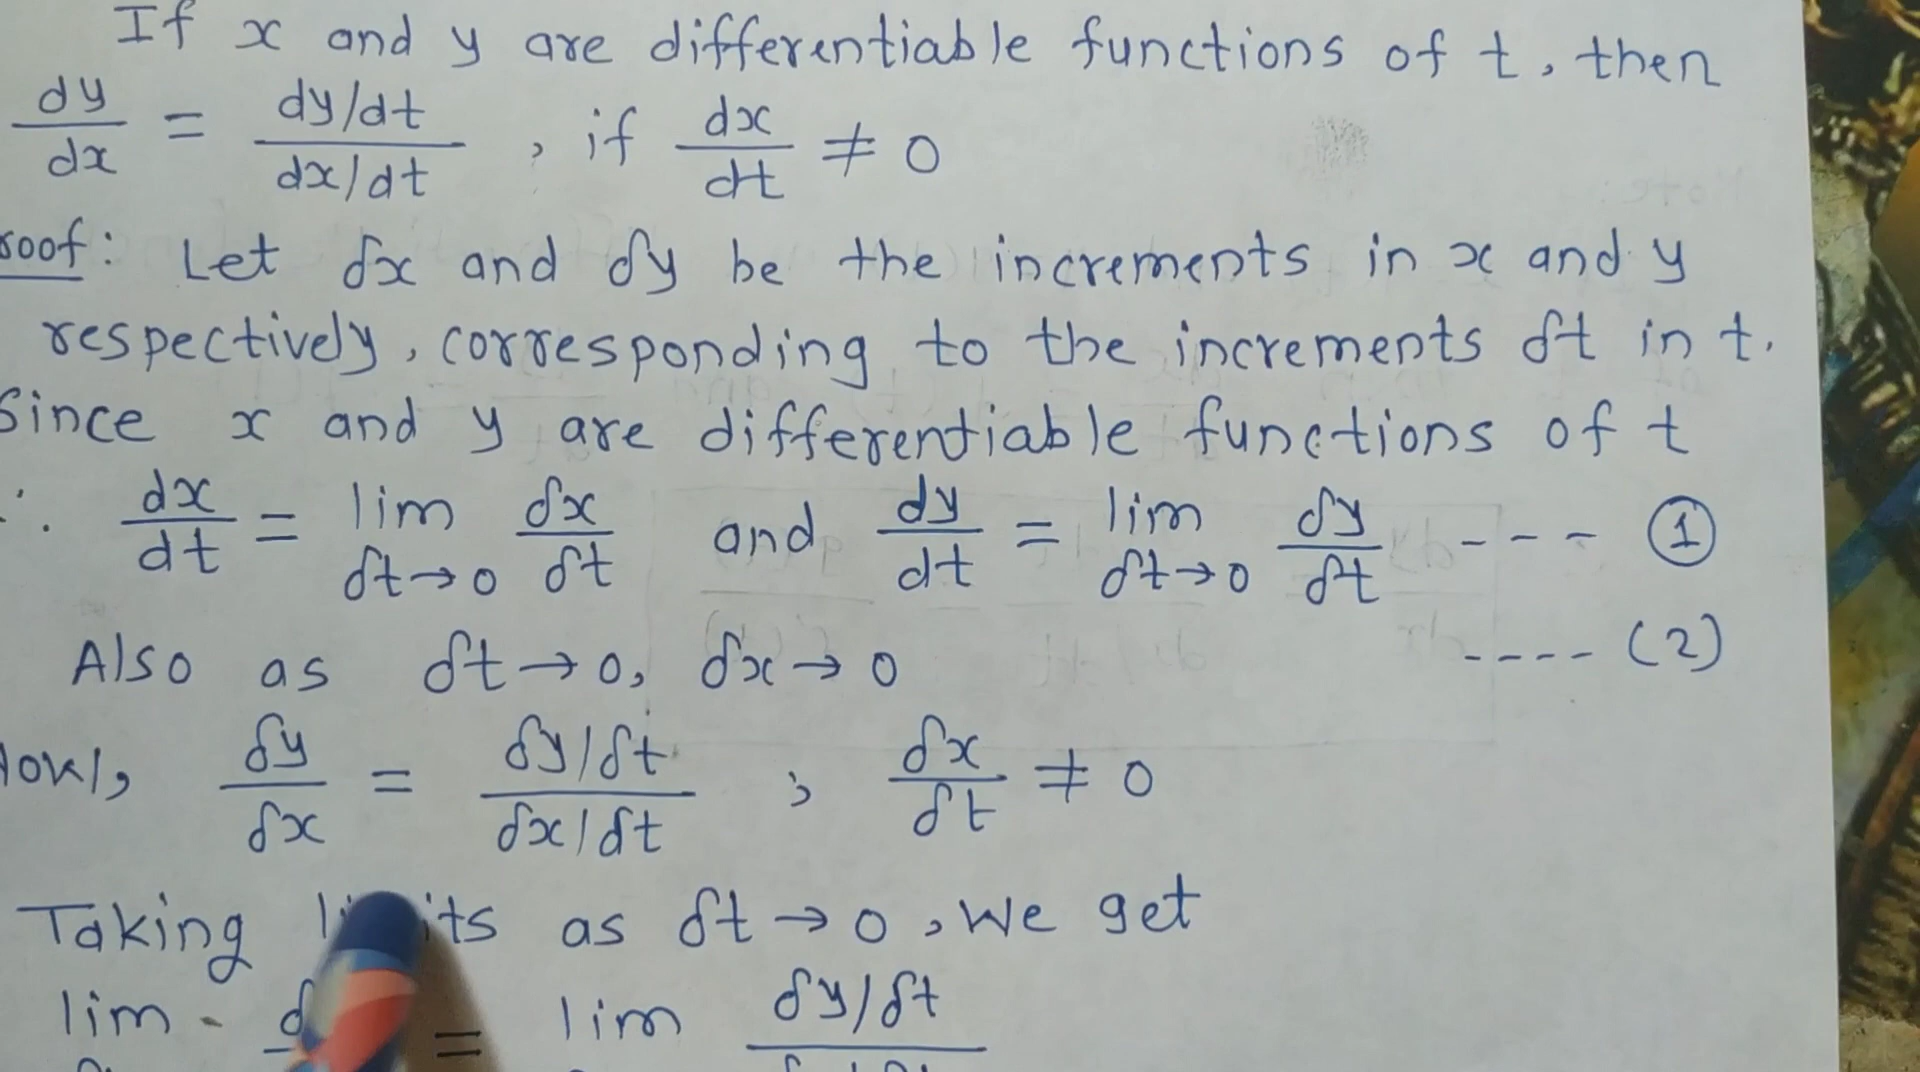 If x and y are differentiable functions of t, then
dy/dx = (dy/dt)/(dx/dt) , if dx/dt ≠ 0
roof: Let δx and δy be the increments in x and y
respectively, corresponding to the increments δt in t.
Since x and y are differentiable functions of t
∴ dx/dt = lim δt→0 δx/δt and dy/dt = lim δt→0 δy/δt --- ①
Also as δt→0, δx→0 ---- (2)
Now, δy/δx = (δy/δt)/(δx/δt) ; δx/δt ≠ 0
Taking as δt→0, we get
lim = lim δy/δt